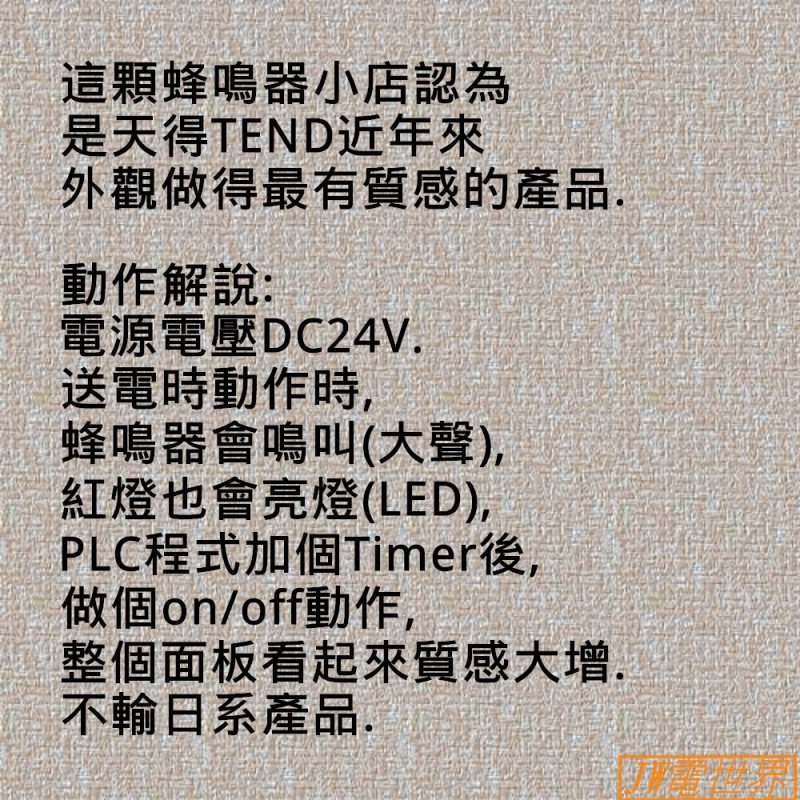 這顆蜂鳴器小店認為
是天得TEND近年來
外觀做得最有質感的產品.
動作解說:
電源電壓DC24V.
送電時動作時,
蜂鳴器會鳴叫(大聲),
紅燈也會亮燈(LED),
PLC程式加個Timer後,
做個on/off動作,
整個面板看起來質感大增.
不輸日系產品.
JW電世界